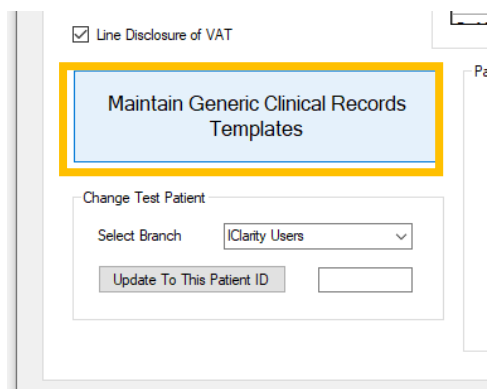 Line Disclosure of VAT
Pa
Maintain Generic Clinical Records
Templates
Change Test Patient
Select Branch IClarity Users
Update To This Patient ID